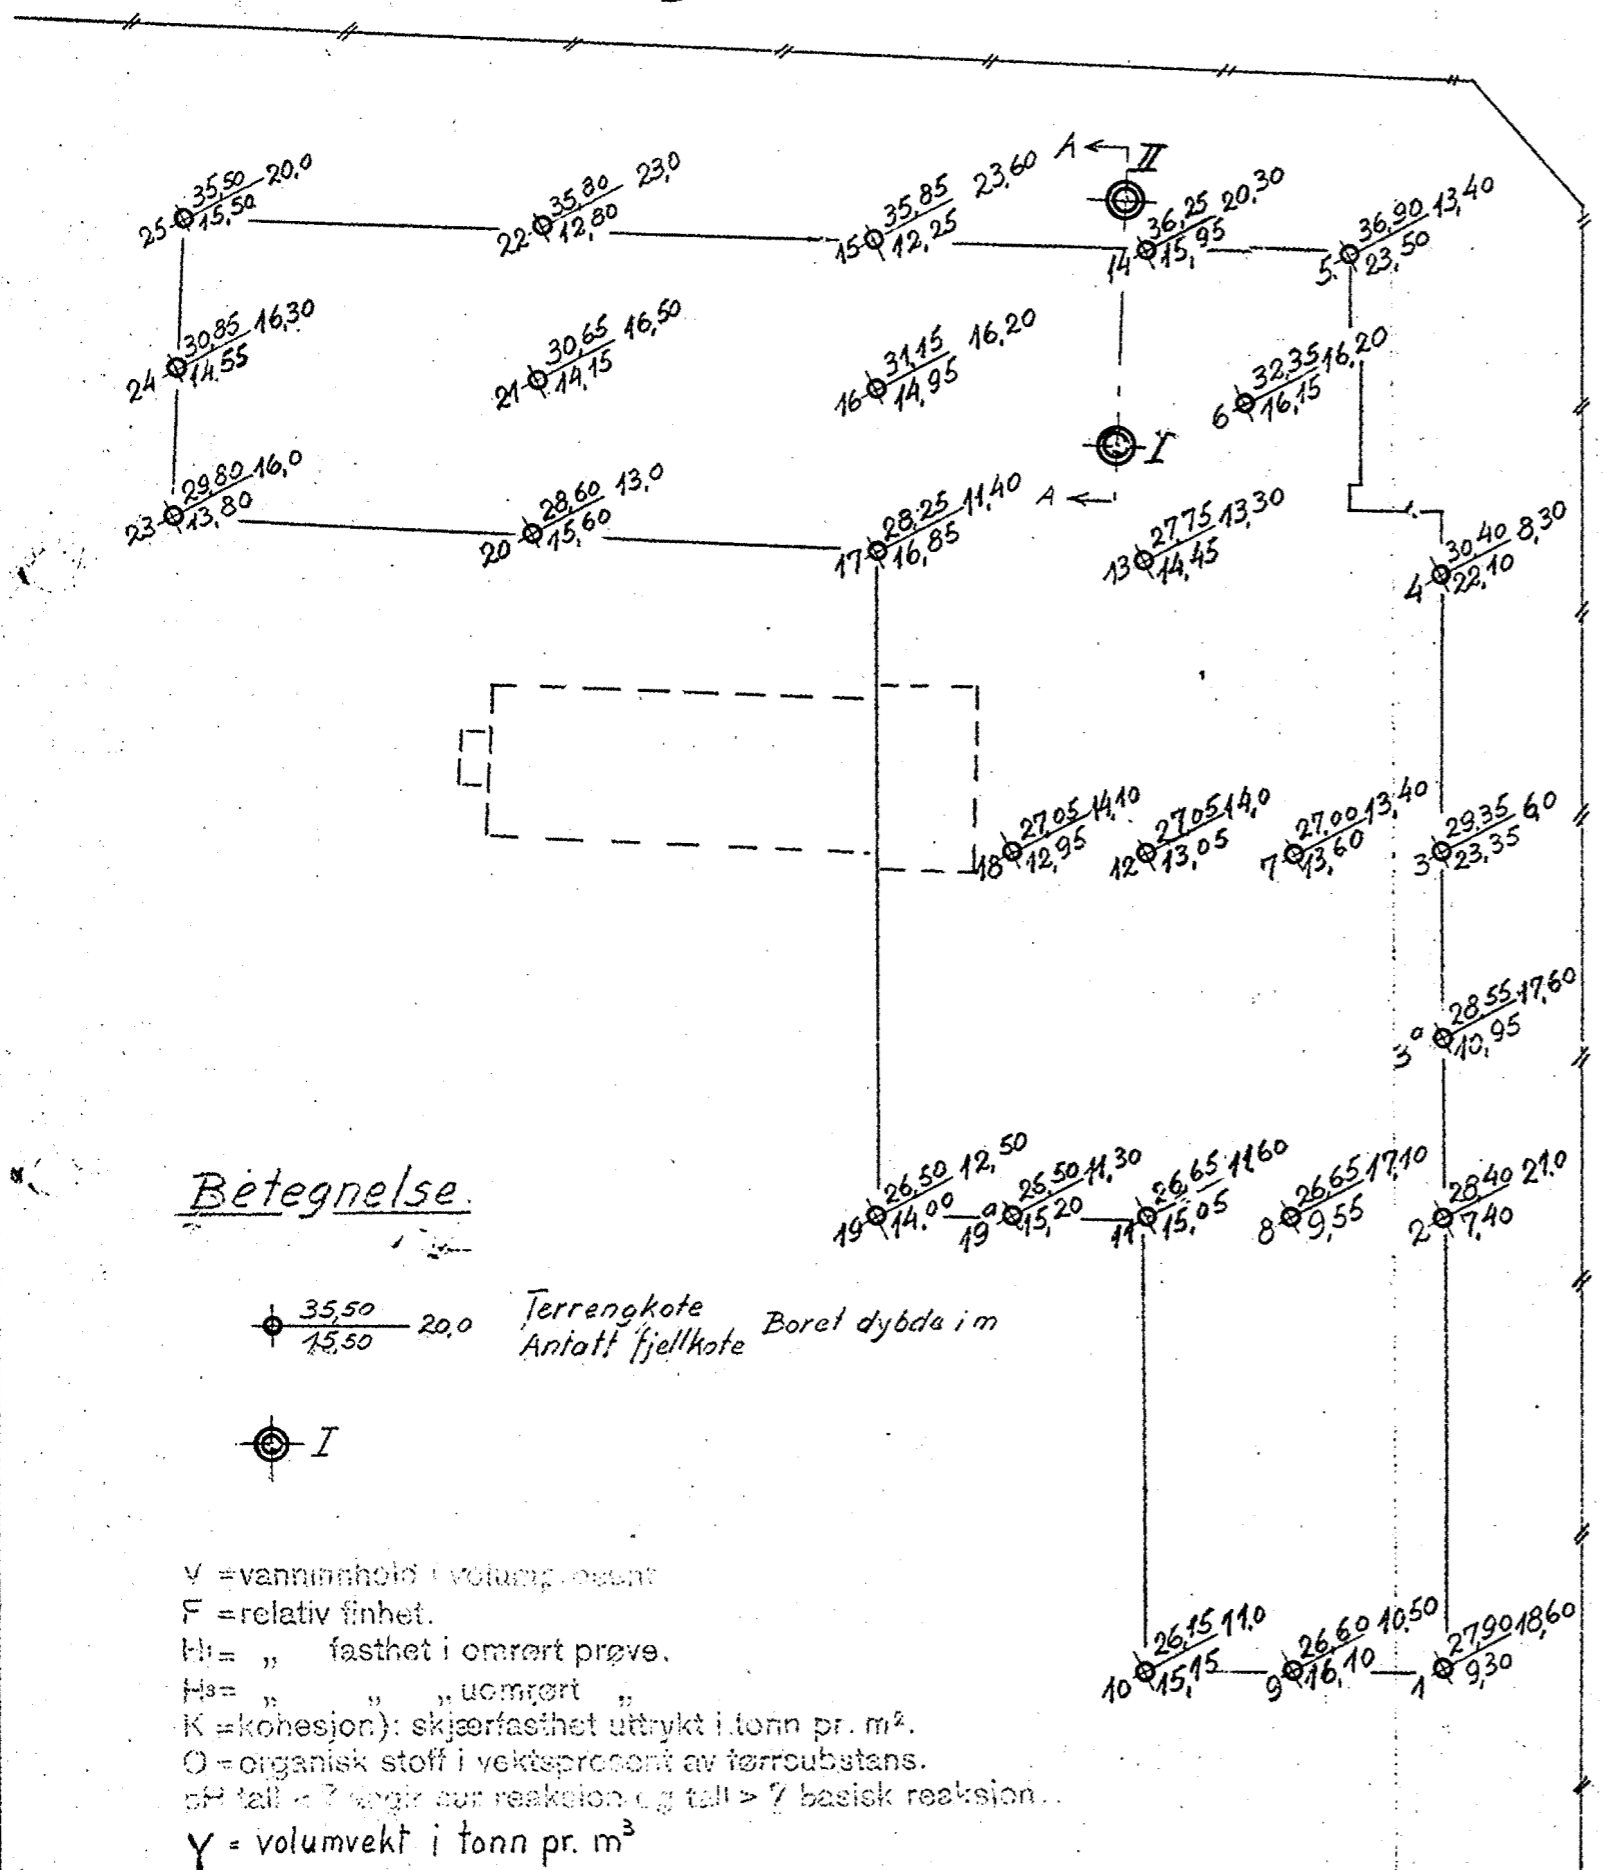 A II
25 35,50 20,0
15,50
22 35,80 23,0
12,80
15 35,85 23,60
12,25
14 36,25 20,30
15,95
5 36,90 13,40
23,50
24 30,85 16,30
14,55
21 30,65 16,50
14,15
16 31,15 16,20
14,95
6 32,35 16,20
16,15
I
A
23 29,80 16,0
13,80
20 28,60 13,0
15,60
17 28,25 11,40
16,85
13 27,75 13,30
14,45
4 30,40 8,30
22,10
18 27,05 14,10
12,95
12 27,05 14,0
13,05
7 27,00 13,40
13,60
3 29,35 6,0
23,35
3a 28,55 17,60
10,95
19 26,50 12,50
14,00
19a 26,50 11,30
15,20
11 26,65 11,60
15,05
8 26,65 17,10
9,55
2 28,40 21,0
7,40
Betegnelse.
35,50 20,0 Terrengkote Boret dybde i m
15,50 Antatt fjellkote
I
10 26,15 11,0
15,15
9 26,60 10,50
16,10
1 27,90 18,60
9,30
V = vanninnhold i volumprosent
F = relativ finhet.
H1 = „ fasthet i omrørt prøve.
H3 = „ „ „ uomrørt „
K = kohesjon): skjærfasthet uttrykt i tonn pr. m².
O = organisk stoff i vektsprosent av tørrsubstans.
pH tall < 7 angir sur reaksjon og tall > 7 basisk reaksjon.
γ = volumvekt i tonn pr. m³